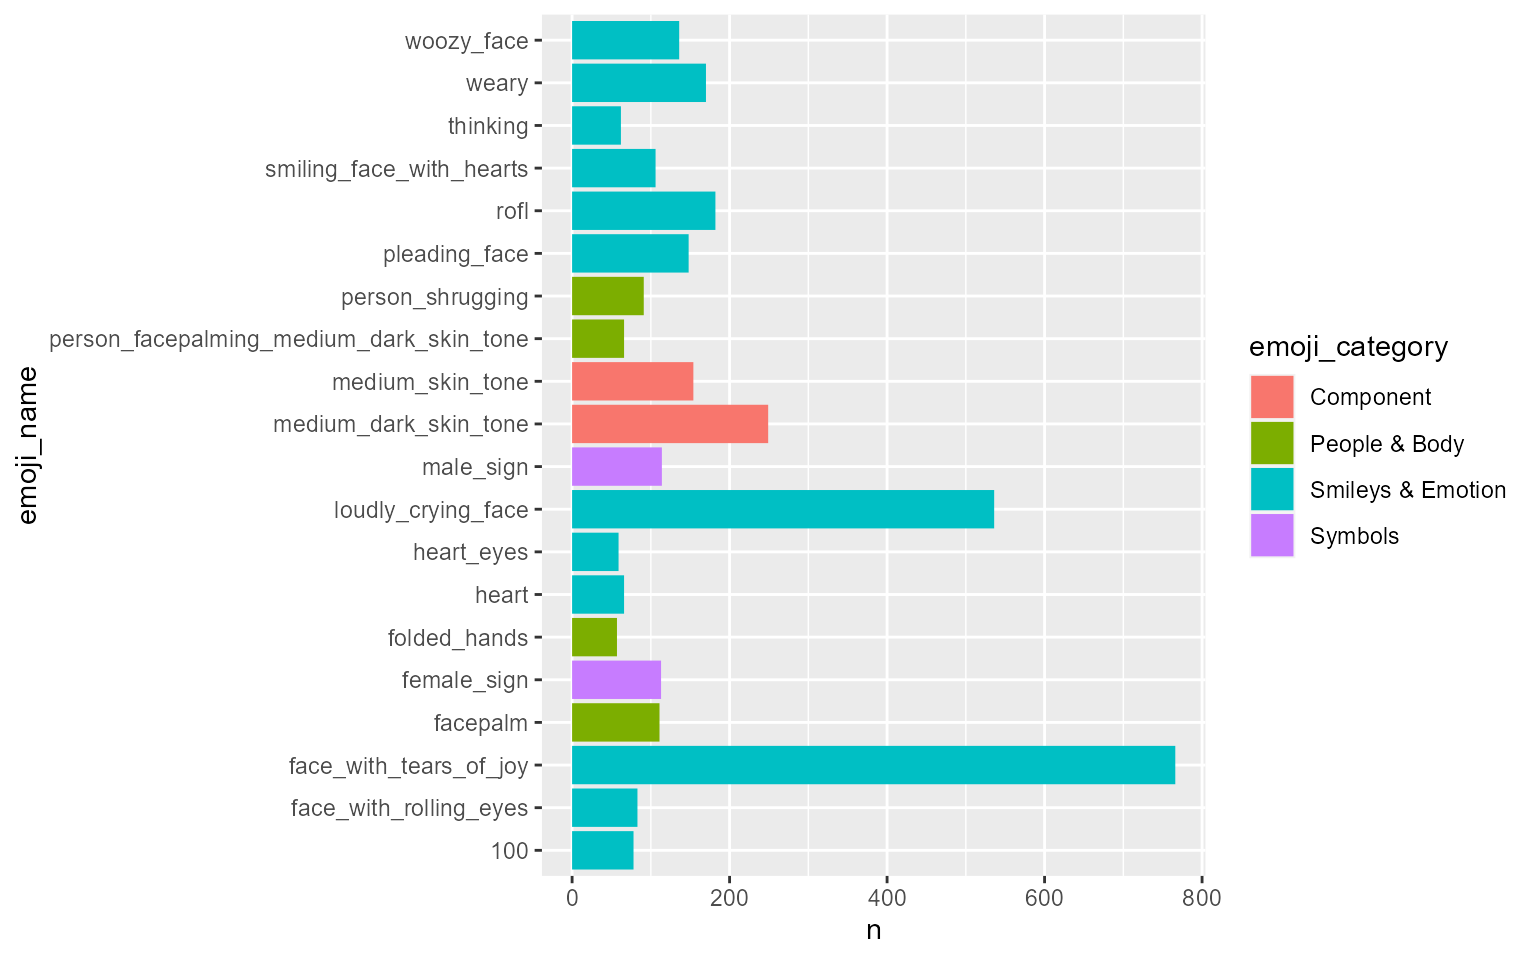 woozy_face
weary
thinking
smiling_face_with_hearts
rofl
pleading_face
person_shrugging
person_facepalming_medium_dark_skin_tone
medium_skin_tone
medium_dark_skin_tone
male_sign
loudly_crying_face
heart_eyes
heart
folded_hands
female_sign
facepalm
face_with_tears_of_joy
face_with_rolling_eyes
100
emoji_name
0 200 400 600 800
n
emoji_category
Component
People & Body
Smileys & Emotion
Symbols